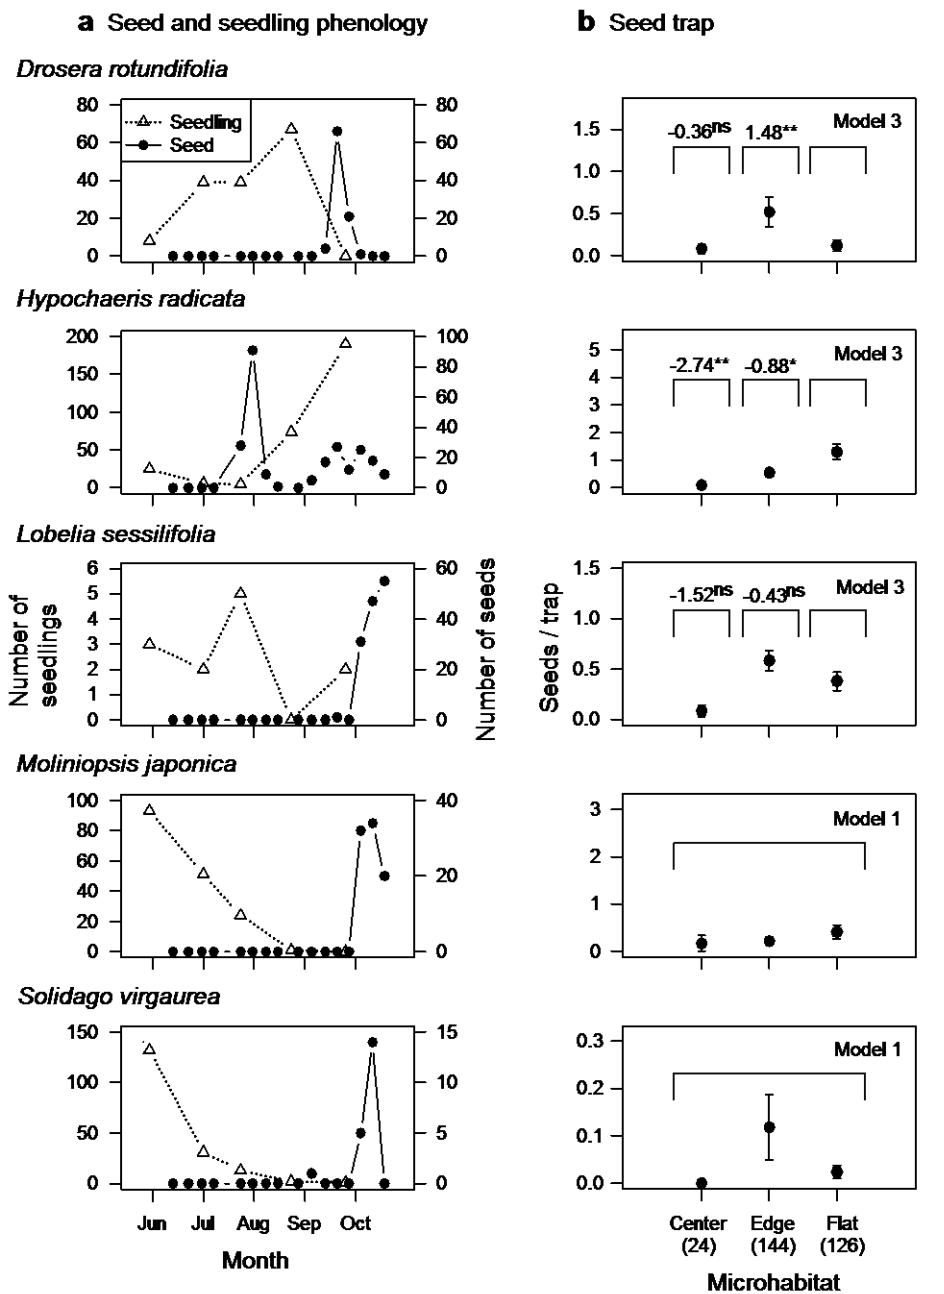 a Seed and seedling phenology
b Seed trap
Drosera rotundifolia
80
60
40
20
0
Seedling
Seed
80
60
40
20
0
1.5
1.0
0.5
0.0
-0.36ns
1.48**
Model 3
Hypochaeris radicata
200
150
100
50
0
100
80
60
40
20
0
5
4
3
2
1
0
-2.74**
-0.88*
Model 3
Lobelia sessilifolia
Number of
seedlings
6
5
4
3
2
1
0
60
40
20
0
Number of seeds
Seeds / trap
1.5
1.0
0.5
0.0
-1.52ns
-0.43ns
Model 3
Moliniopsis japonica
100
80
60
40
20
0
40
20
0
3
2
1
0
Model 1
Solidago virgaurea
150
100
50
0
15
10
5
0
0.3
0.2
0.1
0.0
Model 1
Jun Jul Aug Sep Oct
Month
Center Edge Flat
(24) (144) (126)
Microhabitat